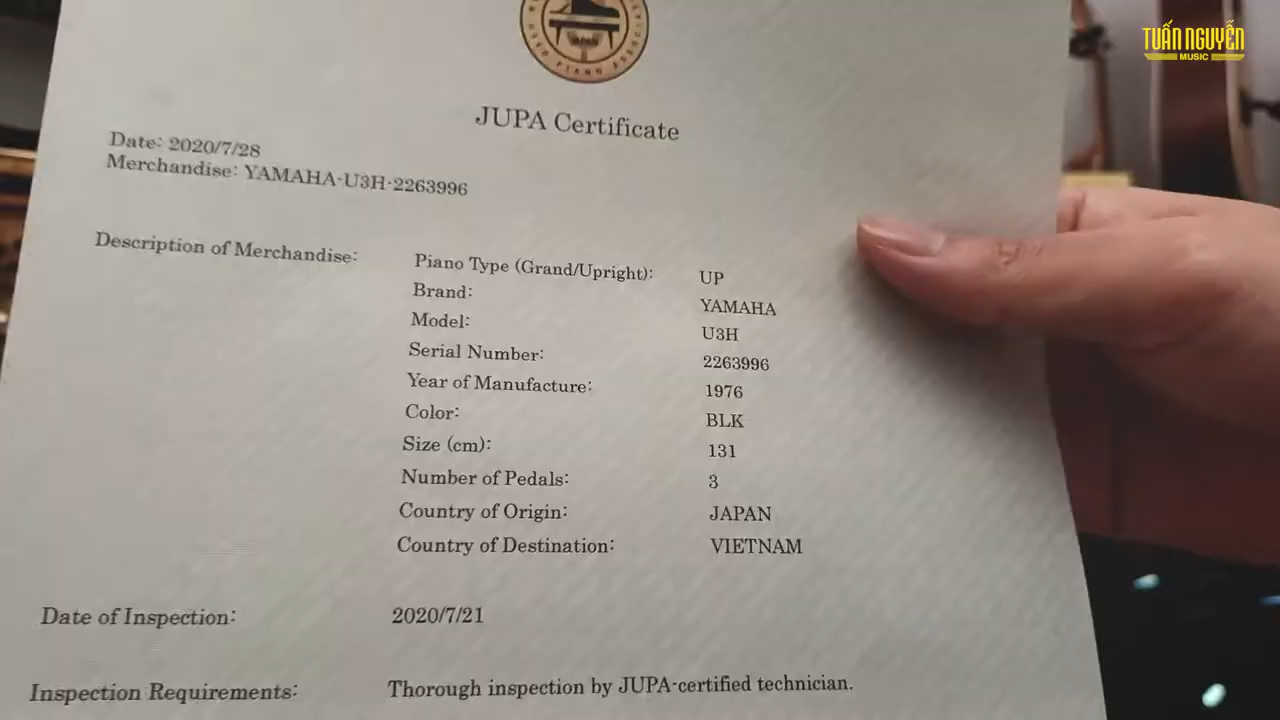 TUẤN NGUYỄN
MUSIC
USED PIANO
JUPA Certificate
Date: 2020/7/28
Merchandise: YAMAHA-U3H-2263996
Description of Merchandise:
Piano Type (Grand/Upright): UP
Brand: YAMAHA
Model: U3H
Serial Number: 2263996
Year of Manufacture: 1976
Color: BLK
Size (cm): 131
Number of Pedals: 3
Country of Origin: JAPAN
Country of Destination: VIETNAM
Date of Inspection: 2020/7/21
Inspection Requirements: Thorough inspection by JUPA-certified technician.